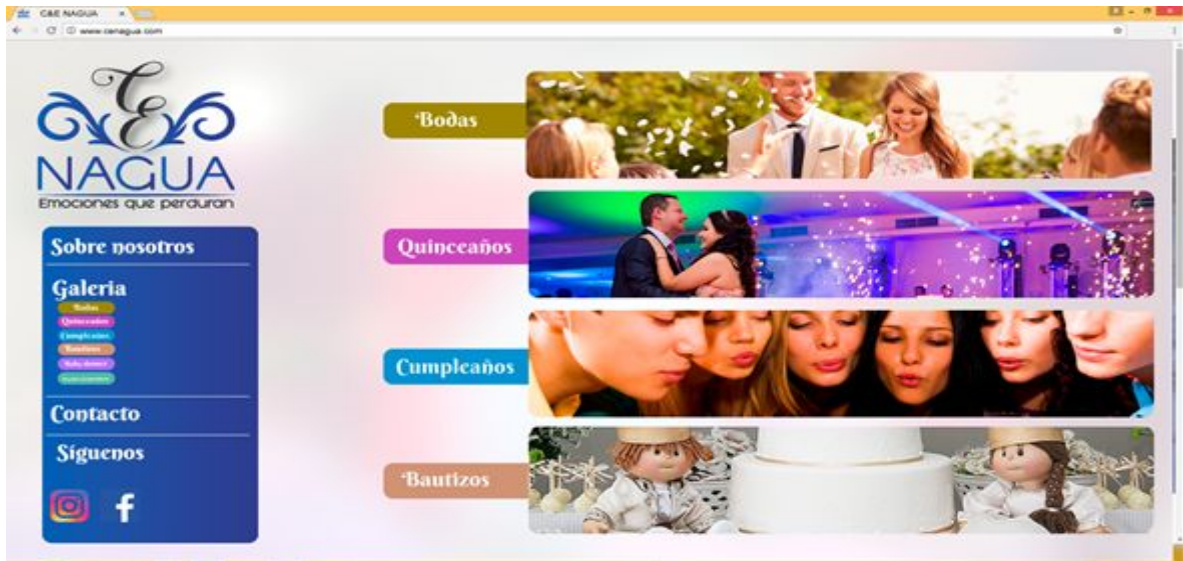 C&E NAGUA
www.cenagua.com
CE
NAGUA
Emociones que perduran
Sobre nosotros
Galeria
Bodas
Quinceaños
Cumpleaños
Bautizos
Contacto
Síguenos
Bodas
Quinceaños
Cumpleaños
Bautizos